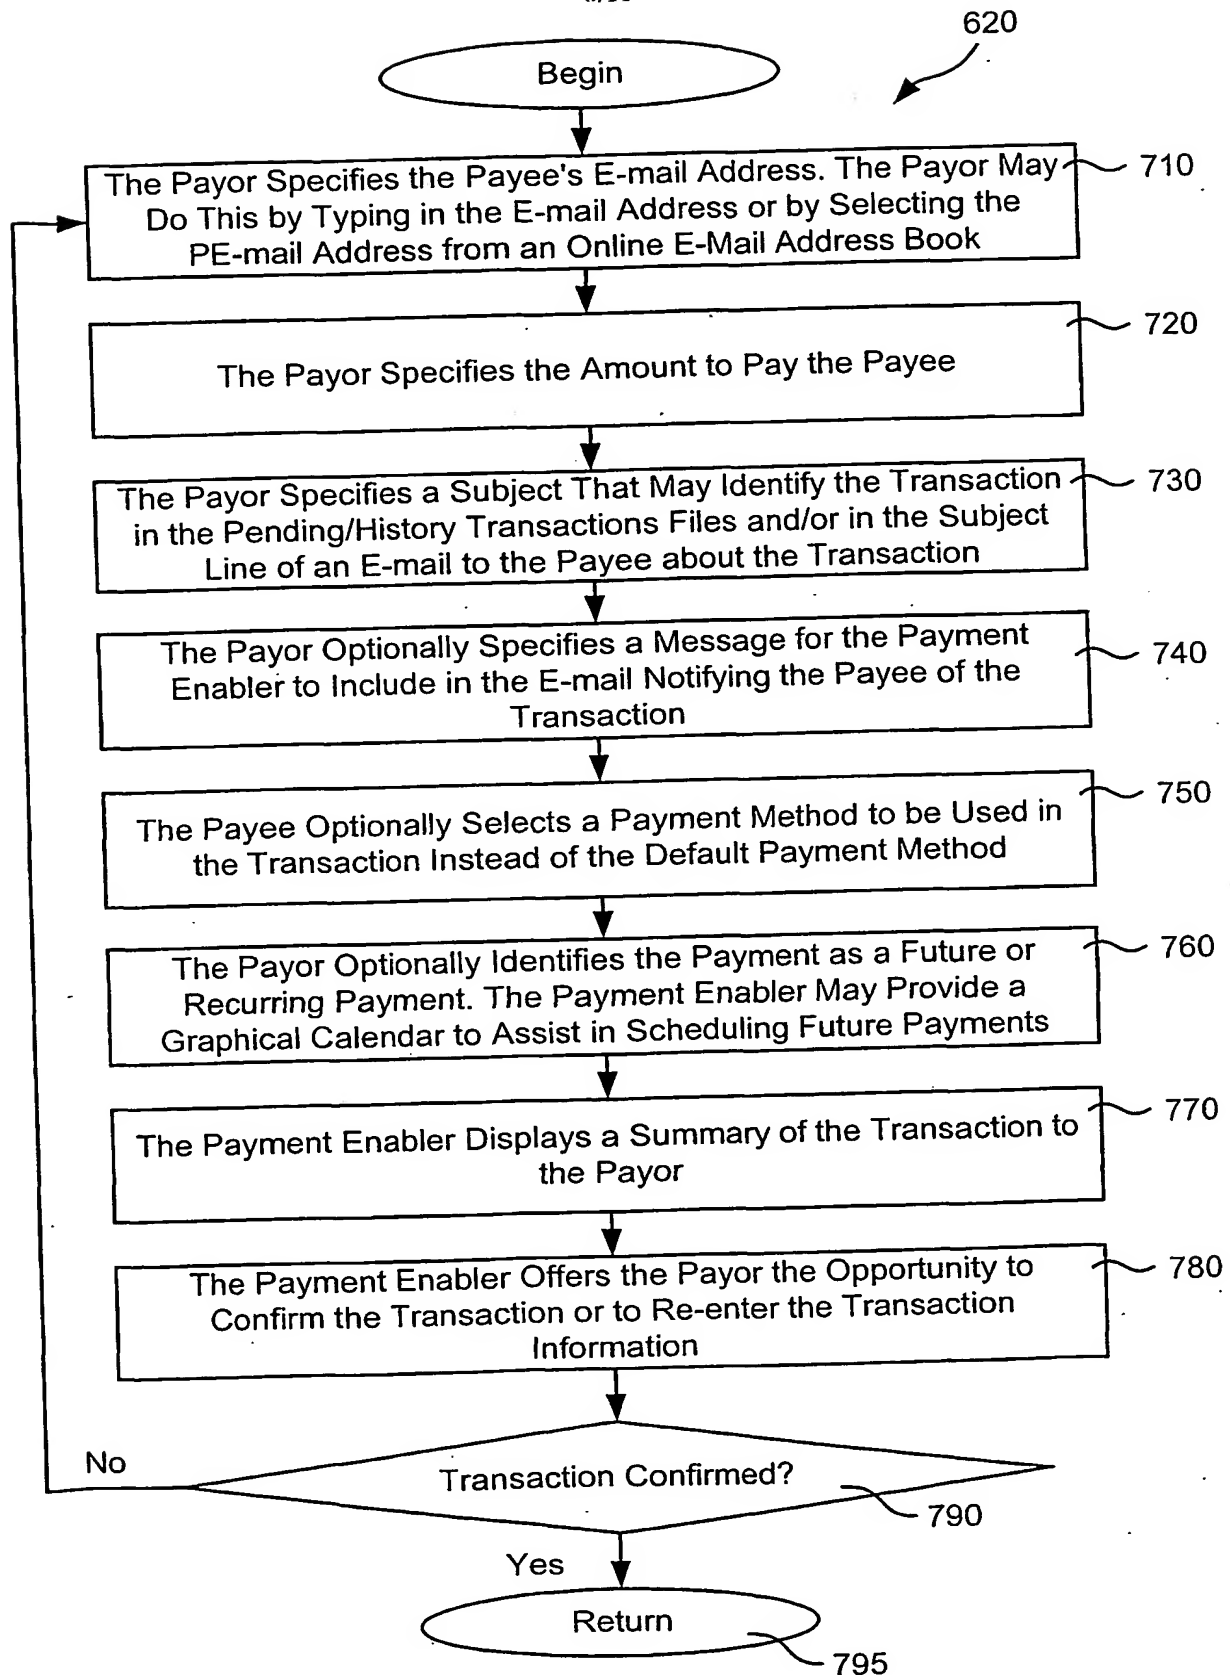 620
Begin
The Payor Specifies the Payee's E-mail Address. The Payor May
Do This by Typing in the E-mail Address or by Selecting the
PE-mail Address from an Online E-Mail Address Book
710
720
The Payor Specifies the Amount to Pay the Payee
The Payor Specifies a Subject That May Identify the Transaction
in the Pending/History Transactions Files and/or in the Subject
Line of an E-mail to the Payee about the Transaction
730
The Payor Optionally Specifies a Message for the Payment
Enabler to Include in the E-mail Notifying the Payee of the
Transaction
740
750
The Payee Optionally Selects a Payment Method to be Used in
the Transaction Instead of the Default Payment Method
The Payor Optionally Identifies the Payment as a Future or
Recurring Payment. The Payment Enabler May Provide a
Graphical Calendar to Assist in Scheduling Future Payments
760
770
The Payment Enabler Displays a Summary of the Transaction to
the Payor
The Payment Enabler Offers the Payor the Opportunity to
Confirm the Transaction or to Re-enter the Transaction
Information
780
No
Transaction Confirmed?
790
Yes
Return
795